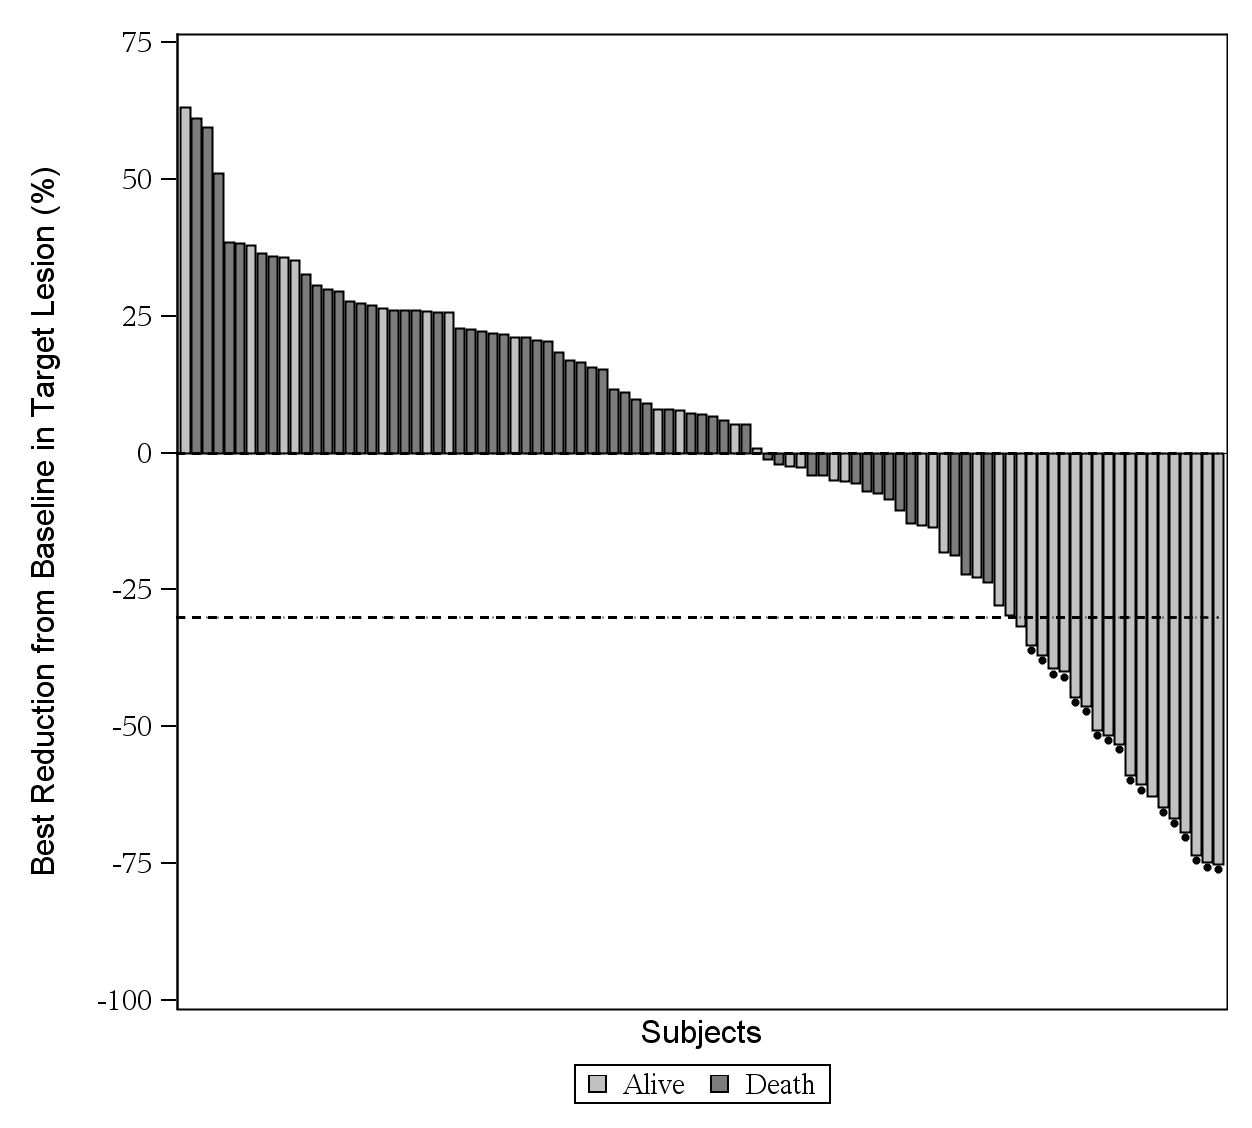 Best Reduction from Baseline in Target Lesion (%)
75
50
25
0
-25
-50
-75
-100
Subjects
Alive Death